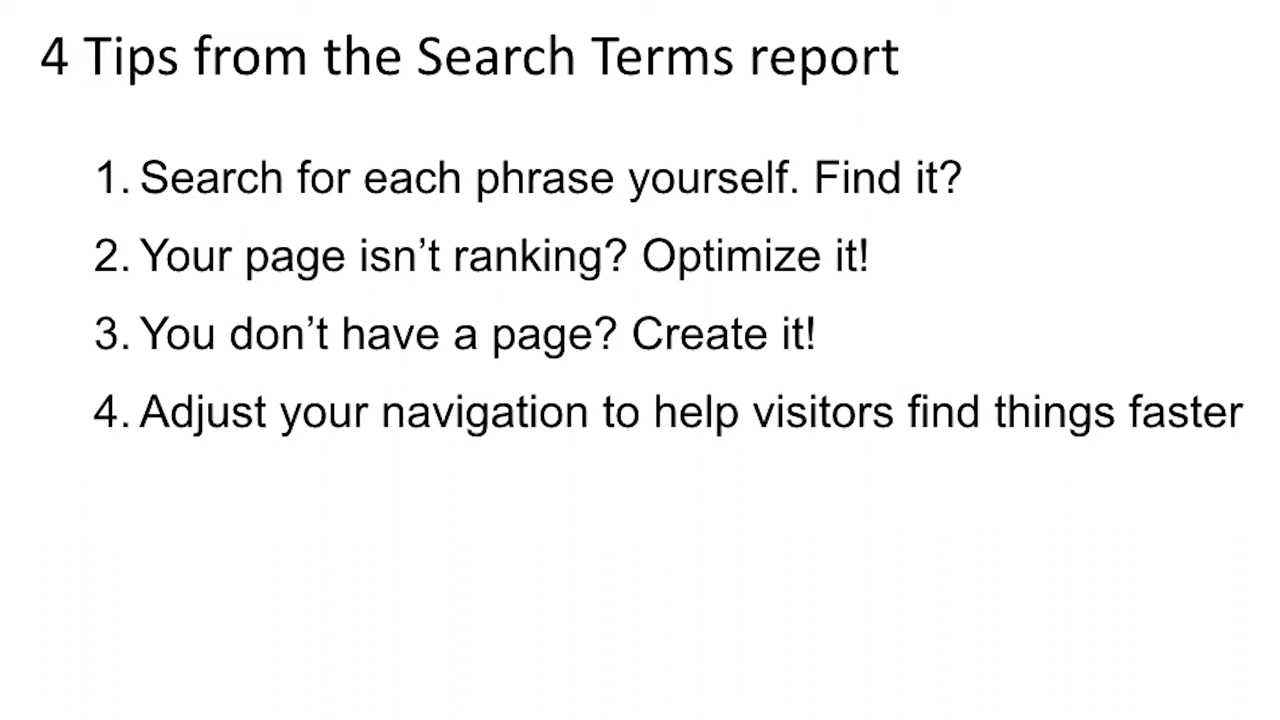 4 Tips from the Search Terms report
1. Search for each phrase yourself. Find it?
2. Your page isn’t ranking? Optimize it!
3. You don’t have a page? Create it!
4. Adjust your navigation to help visitors find things faster